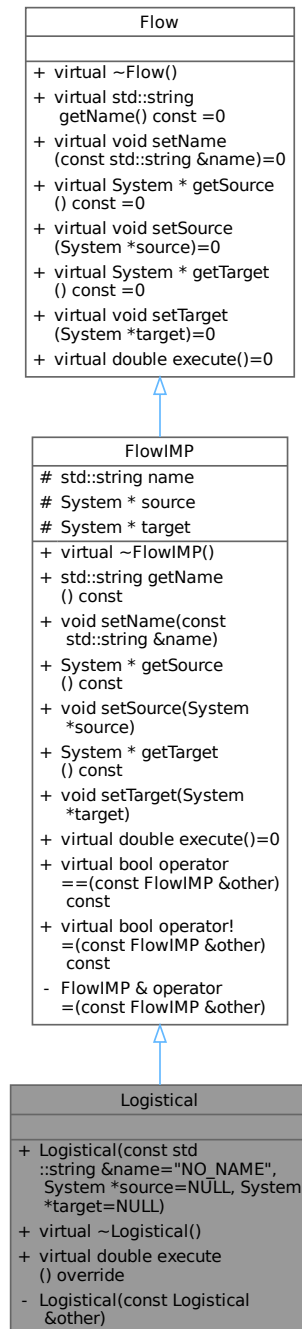 Flow
+ virtual ~Flow()
+ virtual std::string
getName() const =0
+ virtual void setName
(const std::string &name)=0
+ virtual System * getSource
() const =0
+ virtual void setSource
(System *source)=0
+ virtual System * getTarget
() const =0
+ virtual void setTarget
(System *target)=0
+ virtual double execute()=0
FlowIMP
# std::string name
# System * source
# System * target
+ virtual ~FlowIMP()
+ std::string getName
() const
+ void setName(const
std::string &name)
+ System * getSource
() const
+ void setSource(System
*source)
+ System * getTarget
() const
+ void setTarget(System
*target)
+ virtual double execute()=0
+ virtual bool operator
==(const FlowIMP &other)
const
+ virtual bool operator!
=(const FlowIMP &other)
const
- FlowIMP & operator
=(const FlowIMP &other)
Logistical
+ Logistical(const std
::string &name="NO_NAME",
System *source=NULL, System
*target=NULL)
+ virtual ~Logistical()
+ virtual double execute
() override
- Logistical(const Logistical
&other)